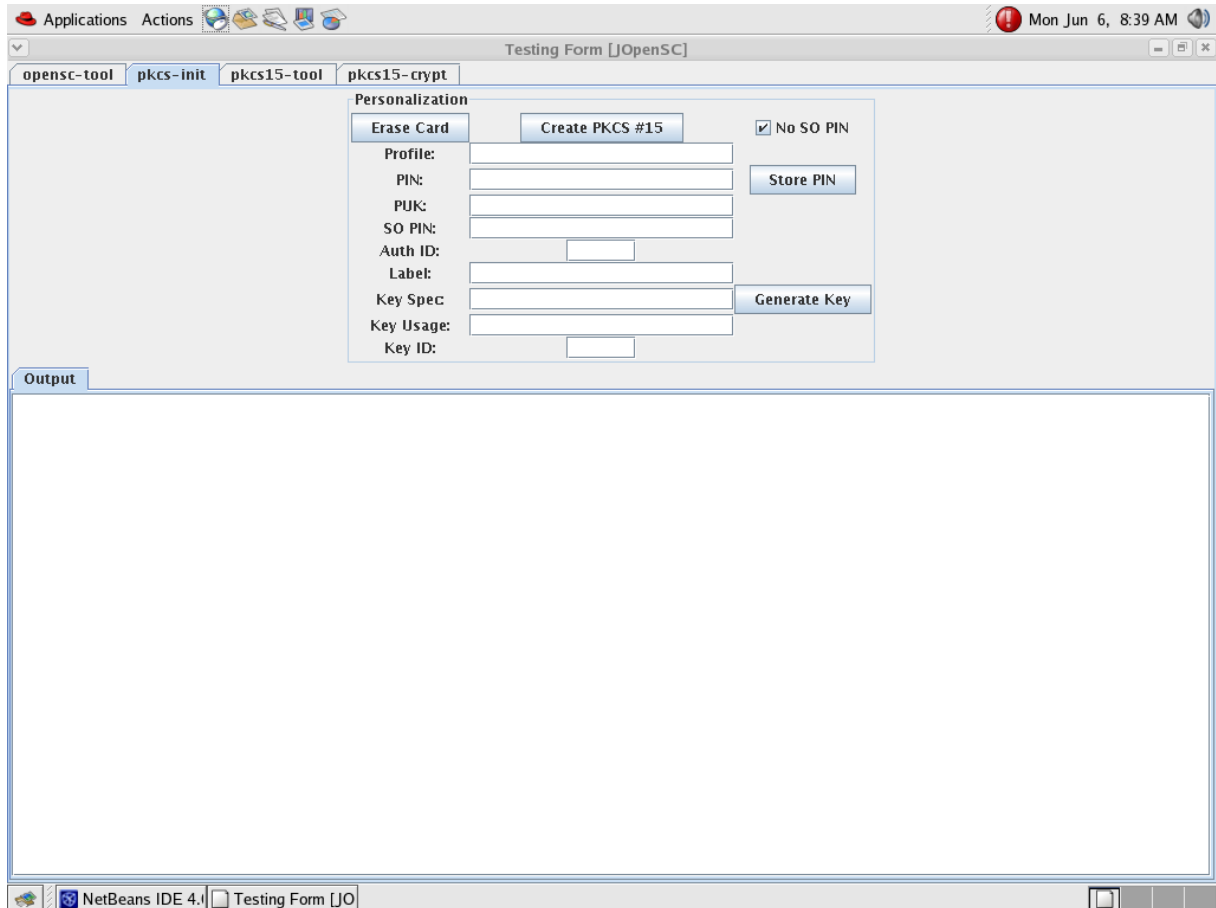 Applications Actions Mon Jun 6, 8:39 AM
Testing Form [JOpenSC]
opensc-tool pkcs-init pkcs15-tool pkcs15-crypt
Personalization
Erase Card Create PKCS #15 No SO PIN
Profile:
PIN: Store PIN
PUK:
SO PIN:
Auth ID:
Label:
Key Spec: Generate Key
Key Usage:
Key ID:
Output
NetBeans IDE 4.( Testing Form [JO